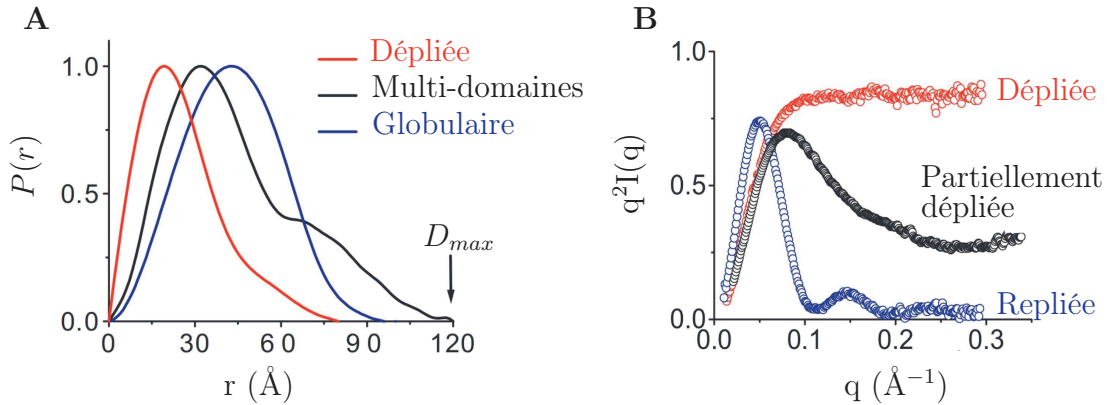 A
Dépliée
Multi-domaines
Globulaire
P(r)
1.0
0.5
0.0
D_max
0 30 60 90 120
r (Å)
B
q²I(q)
1.0
0.5
0.0
Dépliée
Partiellement
dépliée
Repliée
0.0 0.1 0.2 0.3
q (Å⁻¹)